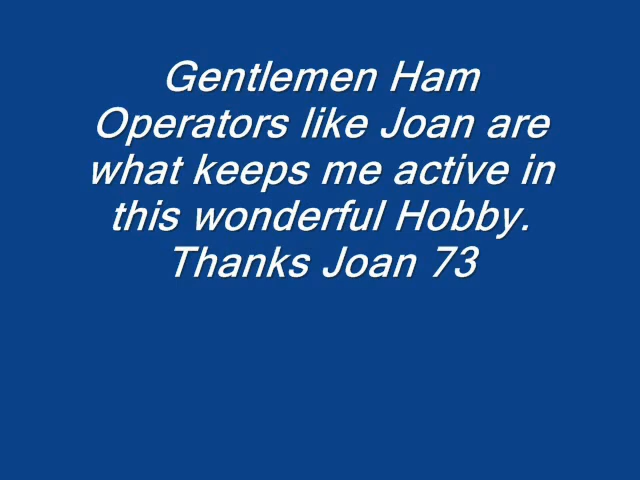 Gentlemen Ham
Operators like Joan are
what keeps me active in
this wonderful Hobby.
Thanks Joan 73